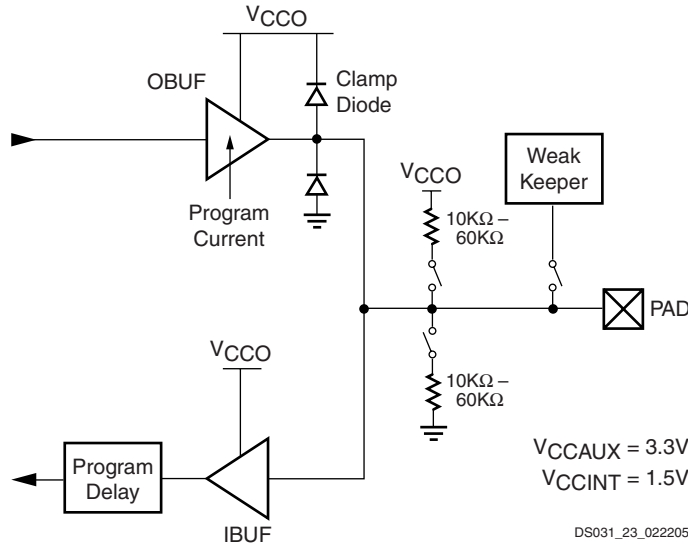 VCCO
OBUF
Clamp
Diode
Program
Current
VCCO
10KΩ –
60KΩ
Weak
Keeper
PAD
10KΩ –
60KΩ
VCCO
Program
Delay
IBUF
VCCAUX = 3.3V
VCCINT = 1.5V
DS031_23_022205